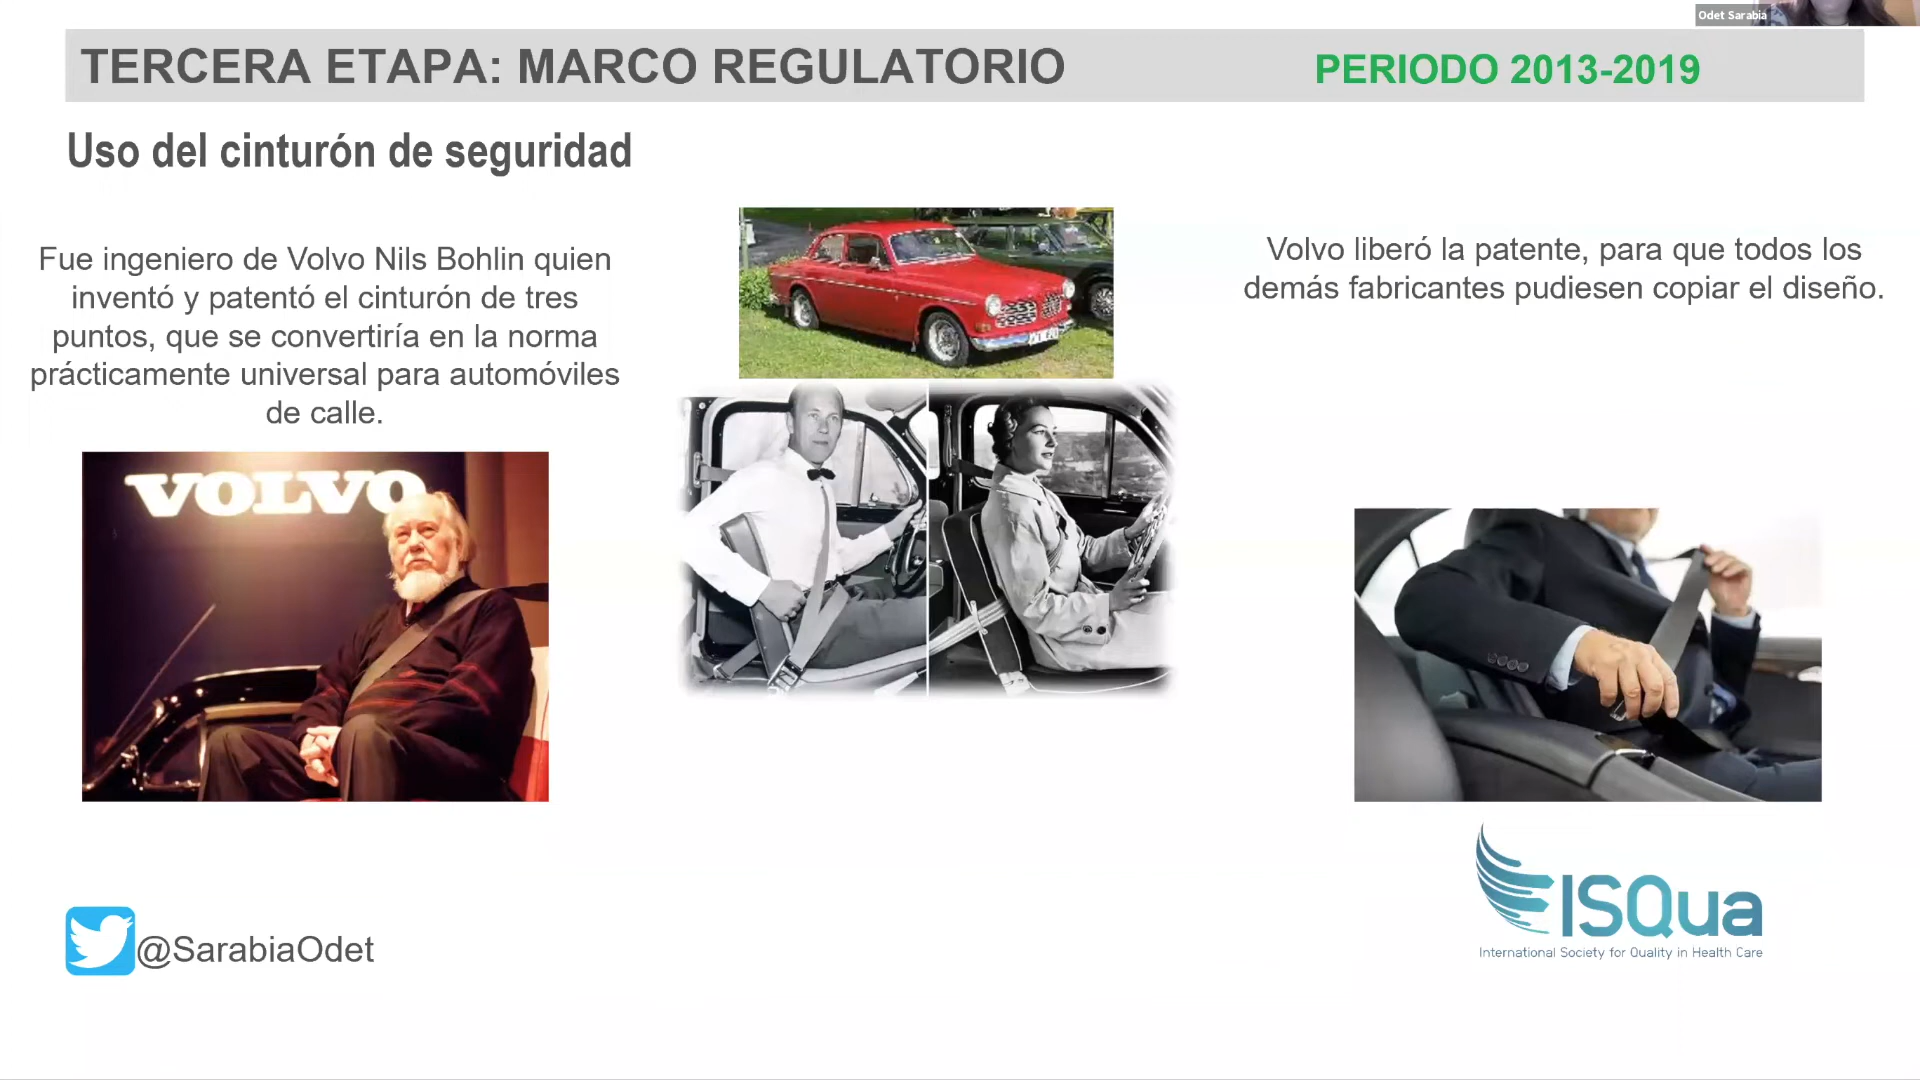 Odet Sarabia
TERCERA ETAPA: MARCO REGULATORIO
PERIODO 2013-2019
Uso del cinturón de seguridad
Fue ingeniero de Volvo Nils Bohlin quien
inventó y patentó el cinturón de tres
puntos, que se convertiría en la norma
prácticamente universal para automóviles
de calle.
Volvo liberó la patente, para que todos los
demás fabricantes pudiesen copiar el diseño.
VOLVO
@SarabiaOdet
ISQua
International Society for Quality in Health Care